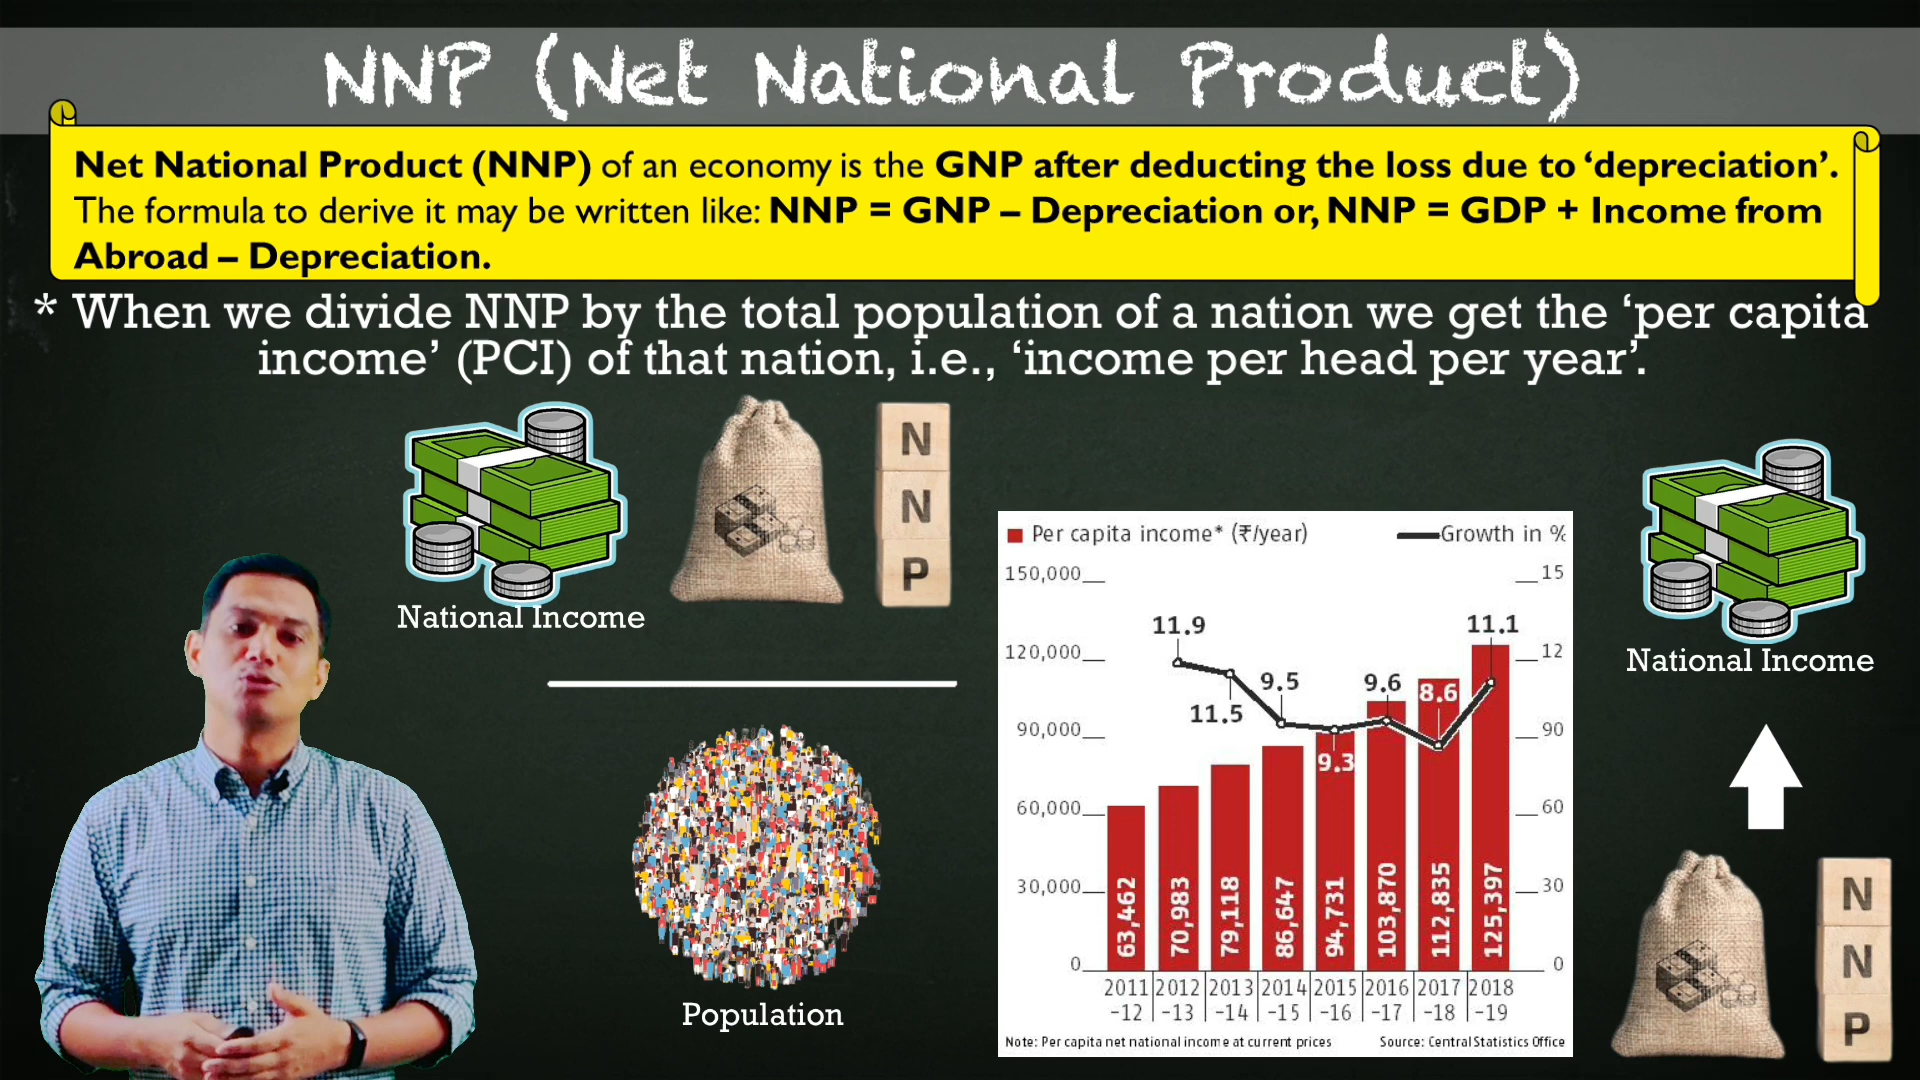 NNP (Net National Product)
Net National Product (NNP) of an economy is the GNP after deducting the loss due to ‘depreciation’.
The formula to derive it may be written like: NNP = GNP – Depreciation or, NNP = GDP + Income from
Abroad – Depreciation.
* When we divide NNP by the total population of a nation we get the ‘per capita
income’ (PCI) of that nation, i.e., ‘income per head per year’.
N
N
P
National Income
Population
Per capita income* (₹/year) Growth in %
150,000 15
120,000 12
90,000 90
60,000 60
30,000 30
0 0
11.9
11.5
9.5
9.3
9.6
8.6
11.1
63,462
70,983
79,118
86,647
94,731
103,870
112,835
125,397
2011 2012 2013 2014 2015 2016 2017 2018
-12 -13 -14 -15 -16 -17 -18 -19
Note: Per capita net national income at current prices Source: Central Statistics Office
National Income
N
N
P